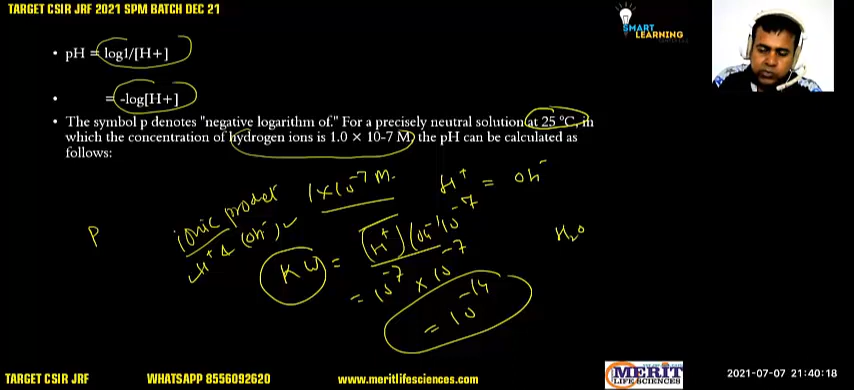 TARGET CSIR JRF 2021 SPM BATCH DEC 21
SMART
LEARNING
• pH = log1/[H+]
• = -log[H+]
• The symbol p denotes "negative logarithm of." For a precisely neutral solution at 25 °C, in
which the concentration of hydrogen ions is 1.0 × 10-7 M, the pH can be calculated as
follows:
ionic product 1×10⁻⁷ M. H⁺ = OH⁻
P H⁺ & (OH⁻)
Kw = (H⁺) (OH⁻) 10⁻⁷ H₂O
= 10⁻⁷ × 10⁻⁷
= 10⁻¹⁴
TARGET CSIR JRF WHATSAPP 8556092620 www.meritlifesciences.com MERIT
LIFE SCIENCES
2021-07-07 21:40:18